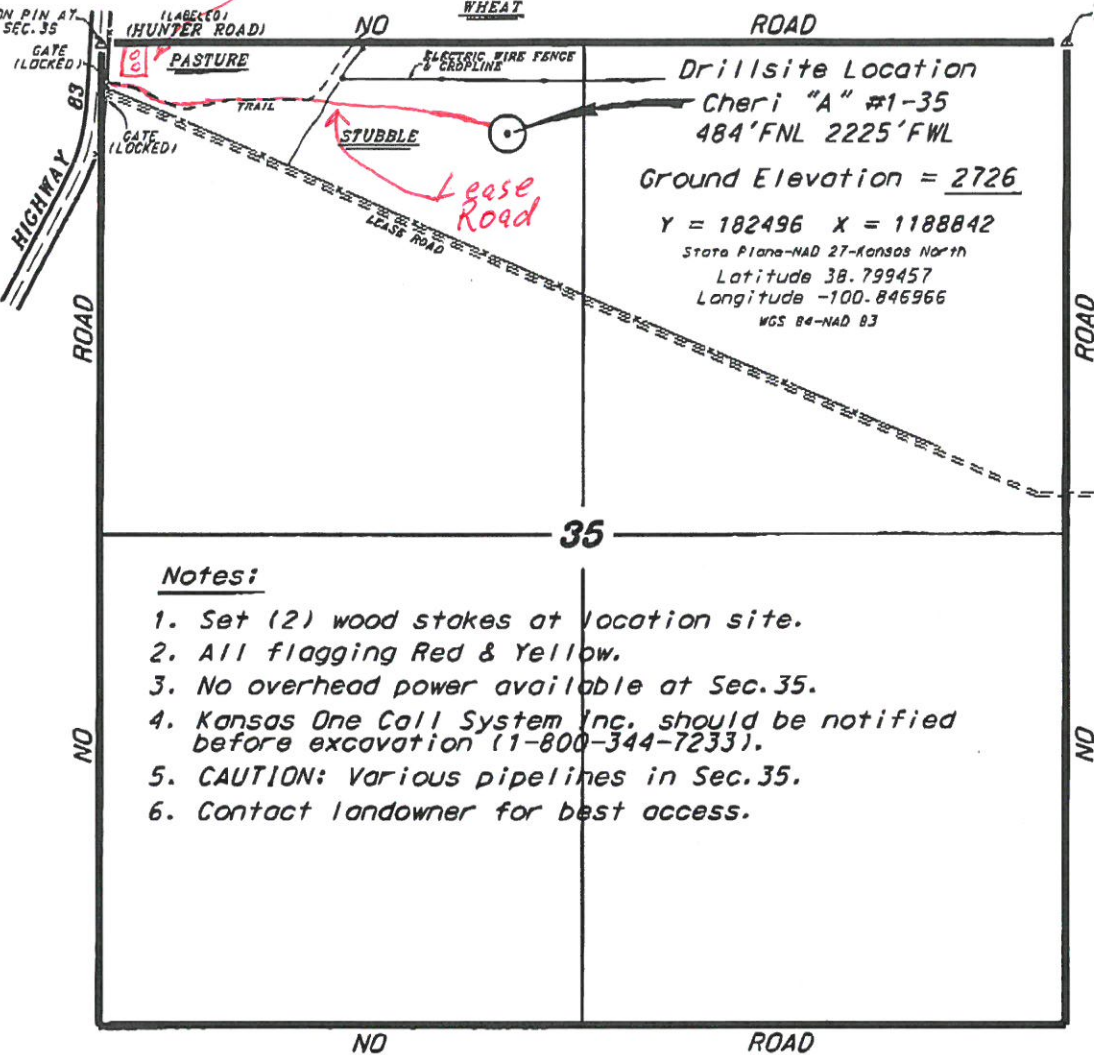 WHEAT
ON PIN AT
SEC.35
(LABELED)
(HUNTER ROAD)
NO
ROAD
GATE
(LOCKED)
PASTURE
ELECTRIC WIRE FENCE
& CROPLINE
83
TRAIL
GATE
(LOCKED)
STUBBLE
HIGHWAY
Lease
Road
LEASE ROAD
Drillsite Location
Cheri "A" #1-35
484'FNL 2225'FWL
Ground Elevation = 2726
Y = 182496 X = 1188842
State Plane-NAD 27-Kansas North
Latitude 38.799457
Longitude -100.846966
WGS 84-NAD 83
ROAD
ROAD
35
Notes:
1. Set (2) wood stakes at location site.
2. All flagging Red & Yellow.
3. No overhead power available at Sec.35.
4. Kansas One Call System Inc. should be notified
before excavation (1-800-344-7233).
5. CAUTION: Various pipelines in Sec.35.
6. Contact landowner for best access.
NO
NO
NO
ROAD